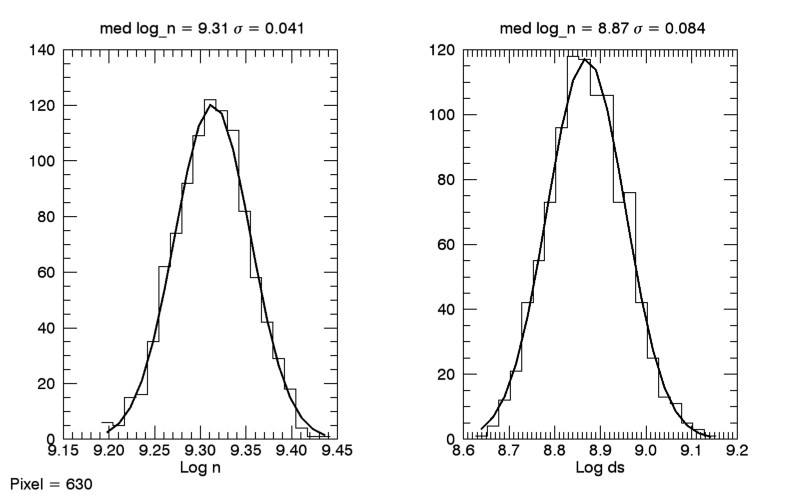 med log_n = 9.31 σ = 0.041
140
120
100
80
60
40
20
0
9.15 9.20 9.25 9.30 9.35 9.40 9.45
Log n
med log_n = 8.87 σ = 0.084
120
100
80
60
40
20
0
8.6 8.7 8.8 8.9 9.0 9.1 9.2
Log ds
Pixel = 630